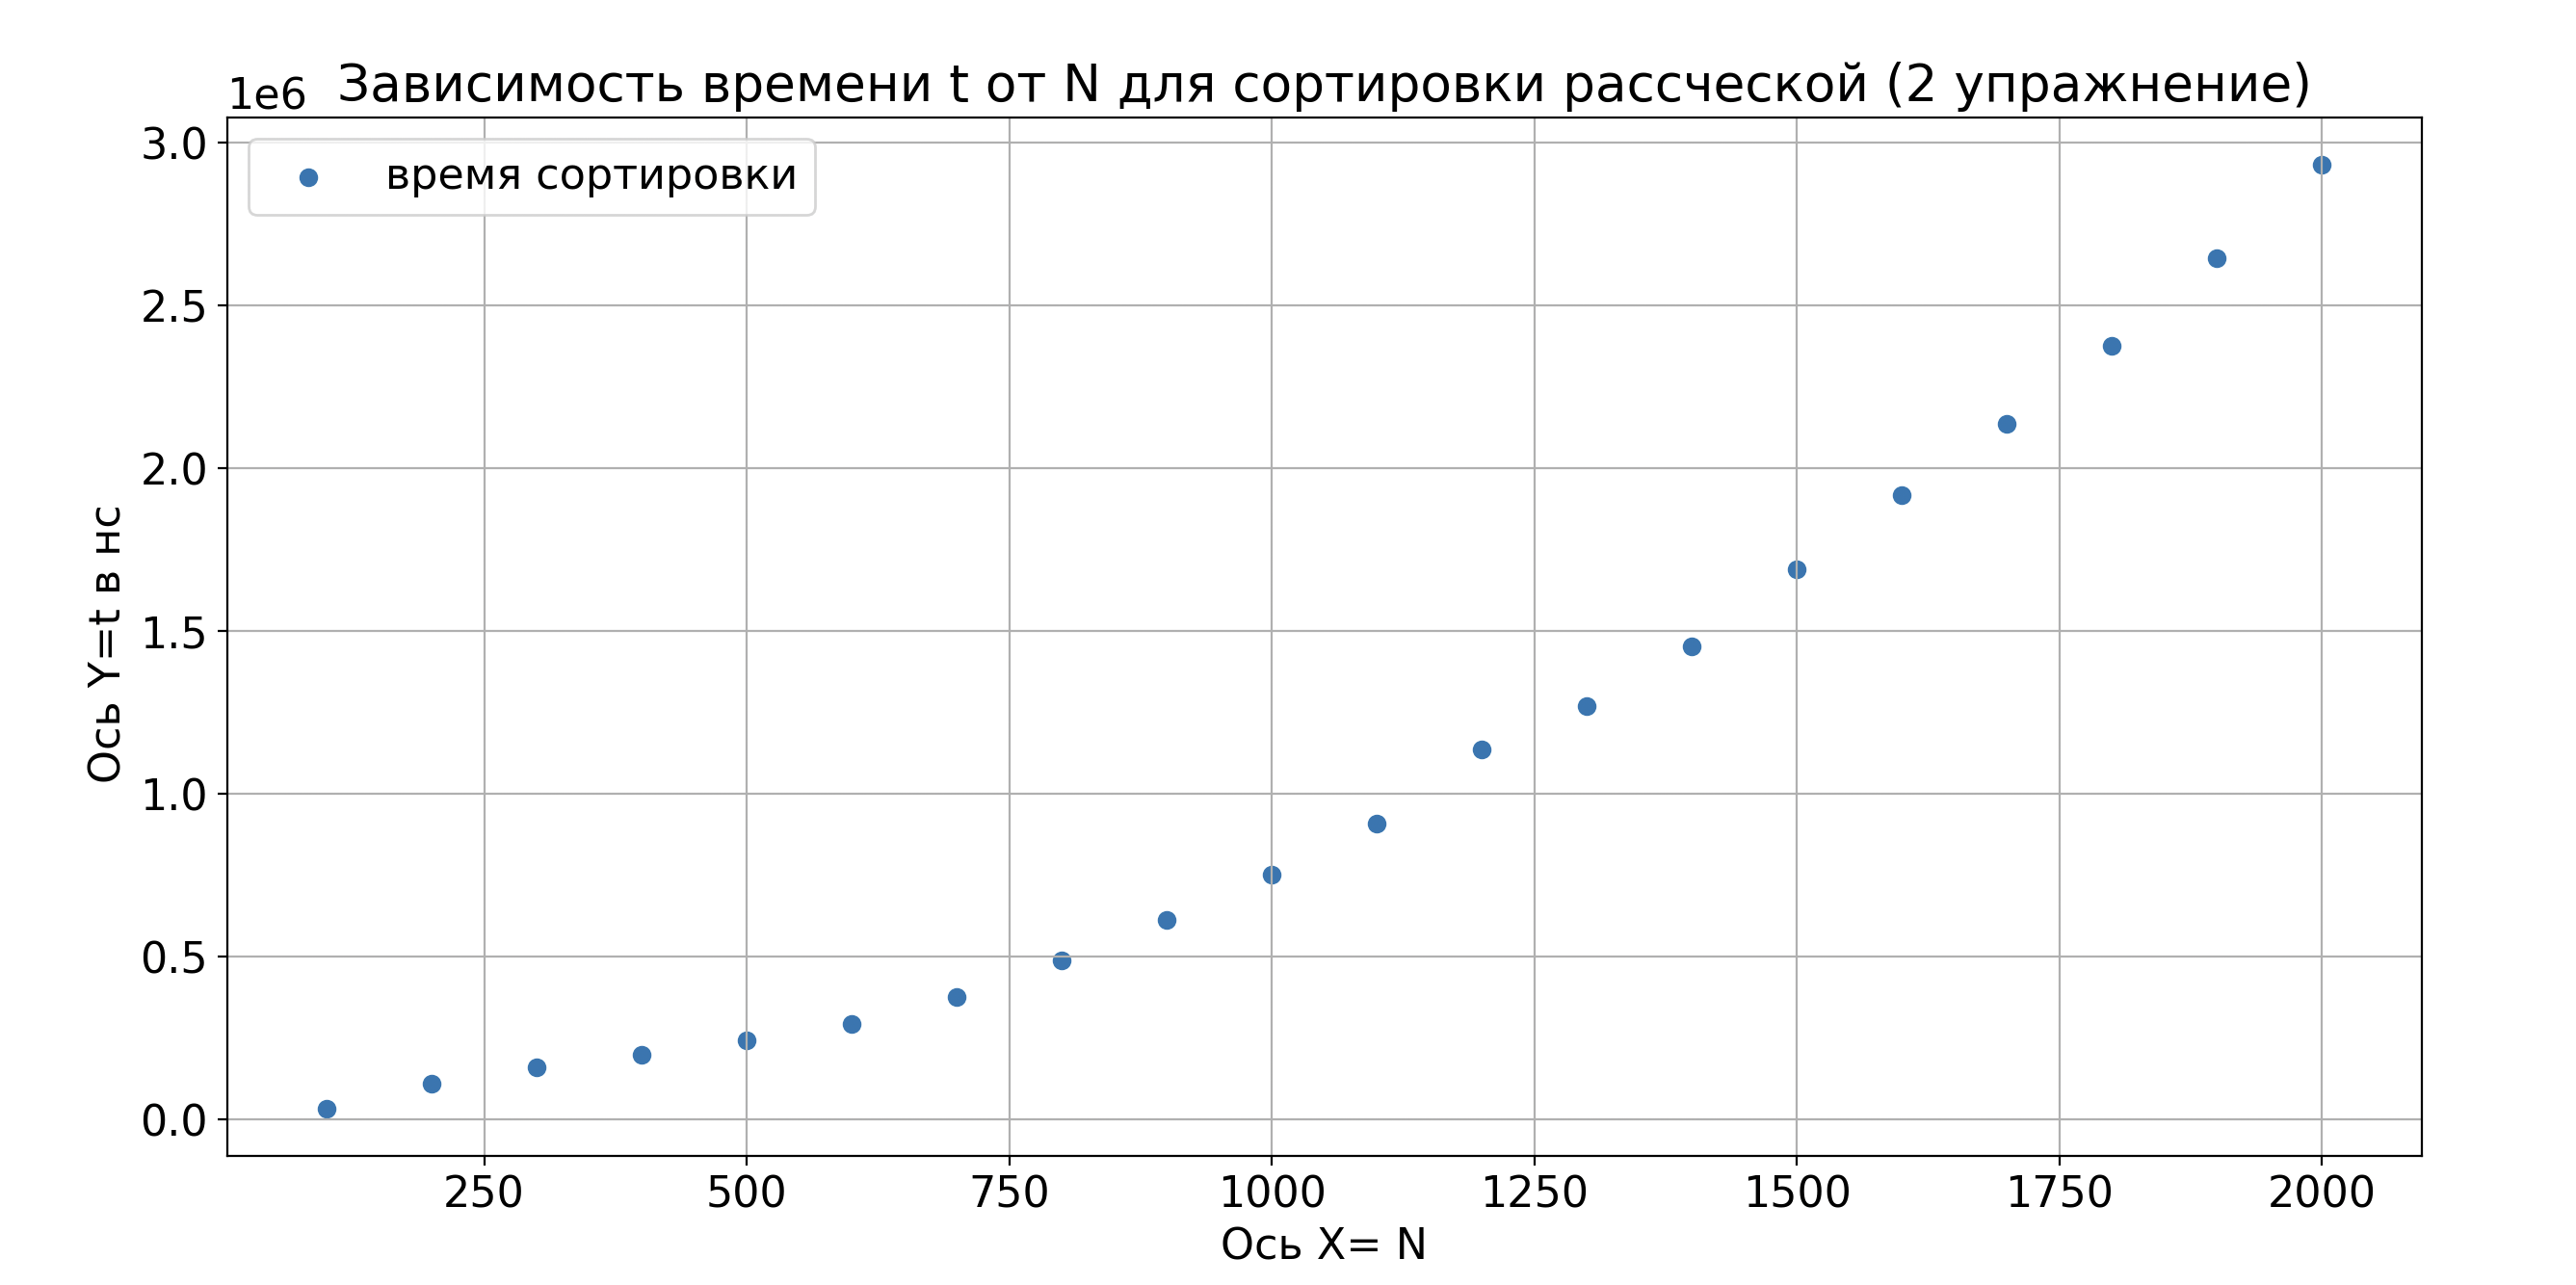 Зависимость времени t от N для сортировки рассческой (2 упражнение)
1e6
время сортировки
3.0
2.5
2.0
1.5
1.0
0.5
0.0
Ось Y=t в нс
250 500 750 1000 1250 1500 1750 2000
Ось X= N